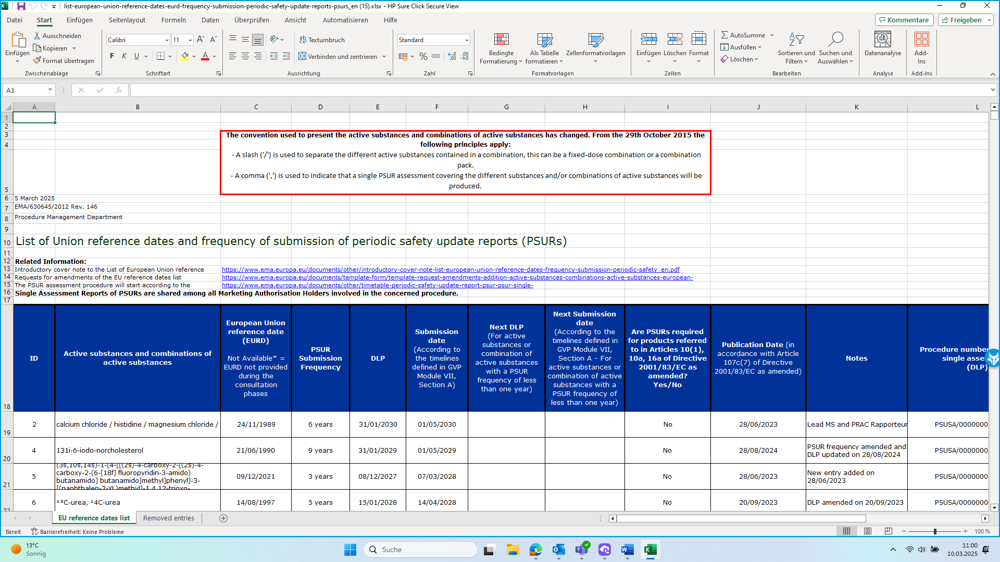 list-european-union-reference-dates-eurd-frequency-submission-periodic-safety-update-reports-psurs_en (15).xlsx - HP Sure Click Secure View
Datei Start Einfügen Seitenlayout Formeln Daten Überprüfen Ansicht Automatisieren Hilfe Kommentare Freigeben
Einfügen
Ausschneiden
Kopieren
Format übertragen
Zwischenablage
Calibri 11
F K U
Schriftart
Textumbruch
Verbinden und zentrieren
Ausrichtung
Standard
% 000
Zahl
Bedingte
Formatierung
Als Tabelle
formatieren
Zellenformatvorlagen
Formatvorlagen
Einfügen Löschen Format
Zellen
AutoSumme
Ausfüllen
Löschen
Sortieren und
Filtern
Suchen und
Auswählen
Bearbeiten
Datenanalyse
Analyse
Add-
Ins
Add-Ins
A1 fx
A B C D E F G H I J K L
1
2
3
4
5
The convention used to present the active substances and combinations of active substances has changed. From the 29th October 2015 the
following principles apply:
- A slash ('/') is used to separate the different active substances contained in a combination, this can be a fixed-dose combination or a combination
pack.
- A comma (',') is used to indicate that a single PSUR assessment covering the different substances and/or combinations of active substances will be
produced.
6 5 March 2025
7 EMA/630645/2012 Rev. 146
8 Procedure Management Department
9
10 List of Union reference dates and frequency of submission of periodic safety update reports (PSURs)
11
12 Related Information:
13 Introductory cover note to the List of European Union reference https://www.ema.europa.eu/documents/other/introductory-cover-note-list-european-union-reference-dates-frequency-submission-periodic-safety_en.pdf
14 Requests for amendments of the EU reference dates list https://www.ema.europa.eu/documents/template-form/template-request-amendments-addition-active-substances-combinations-active-substances-european-
15 The PSUR assessment procedure will start according to the https://www.ema.europa.eu/documents/other/timetable-periodic-safety-update-report-psur-psur-single-
16 Single Assessment Reports of PSURs are shared among all Marketing Authorisation Holders involved in the concerned procedure.
17
18
ID
Active substances and combinations of
active substances
European Union
reference date
(EURD)
Not Available* =
EURD not provided
during the
consultation
phases
PSUR
Submission
Frequency
DLP
Submission
date
(According to
the timelines
defined in GVP
Module VII,
Section A)
Next DLP
(For active
substances or
combination of
active substances
with a PSUR
frequency of less
than one year)
Next Submission
date
(According to the
timelines defined in
GVP Module VII,
Section A - For
active substances or
combination of active
substances with a
PSUR frequency of
less than one year)
Are PSURs required
for products referred
to in Articles 10(1),
10a, 16a of Directive
2001/83/EC as
amended?
Yes/No
Publication Date (in
accordance with Article
107c(7) of Directive
2001/83/EC as amended)
Notes
Procedure number
single asse
(DLP)
19 2 calcium chloride / histidine / magnesium chloride / 24/11/1989 6 years 31/01/2030 01/05/2030 No 28/06/2023 Lead MS and PRAC Rapporteur PSUSA/0000000
20 4 131i-6-iodo-norcholesterol 21/06/1990 9 years 31/01/2029 01/05/2029 No 28/08/2024 PSUR frequency amended and
DLP updated on 28/08/2024 PSUSA/0000000
21 5 (3s,10s,14s)-1-[4-[[(2s)-4-carboxy-2-[(2s)-4-
carboxy-2-(6-[18f] fluoropyridin-3-amido)
butanamido] butanamido]methyl]phenyl]-3-
[(naphthalen-2-YL)methyl]-1,4,12-trioxo-
09/12/2021 3 years 08/12/2027 07/03/2028 No 28/06/2023 New entry added on
28/06/2023 PSUSA/0000000
22 6 ¹³C-urea, ¹4C-urea 14/08/1997 5 years 15/01/2028 14/04/2028 No 20/09/2023 DLP amended on 20/09/2023 PSUSA/0000000
EU reference dates list Removed entries
Bereit Barrierefreiheit: Keine Probleme 100 %
13°C
Sonnig
Suche
11:00
10.03.2025